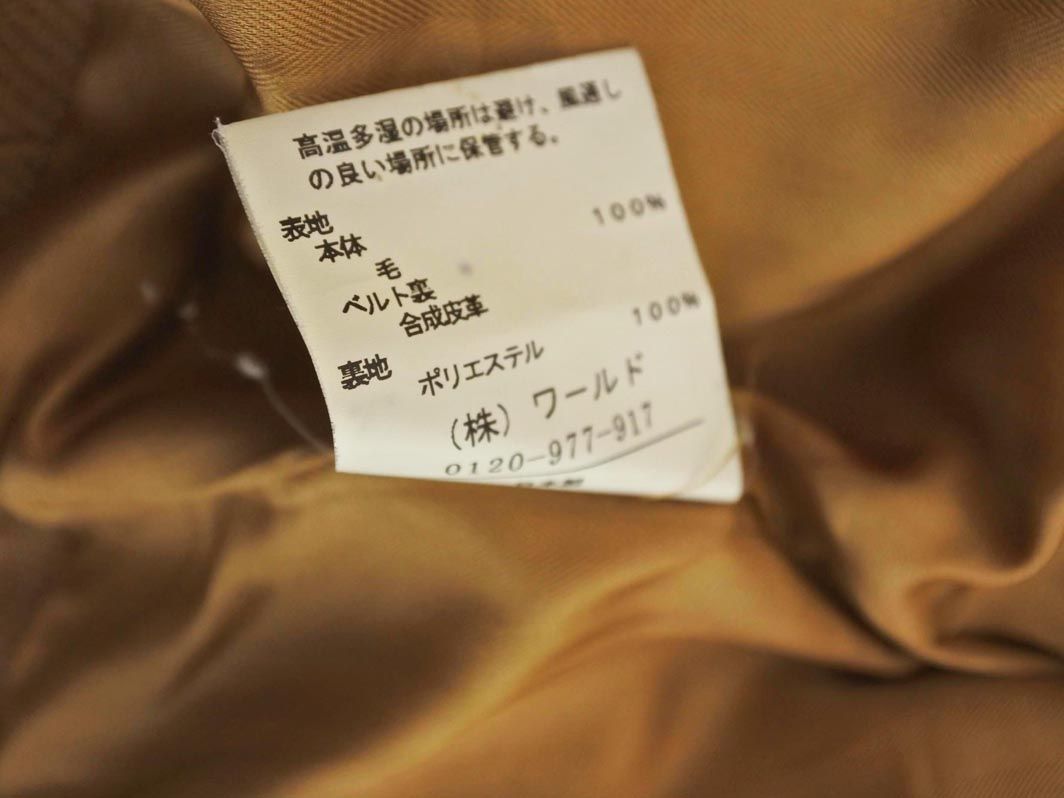 高温多湿の場所は避け、風通し
の良い場所に保管する。
表地
本体
毛 100%
ベルト裏
合成皮革
裏地
ポリエステル 100%
(株) ワールド
0120-977-917